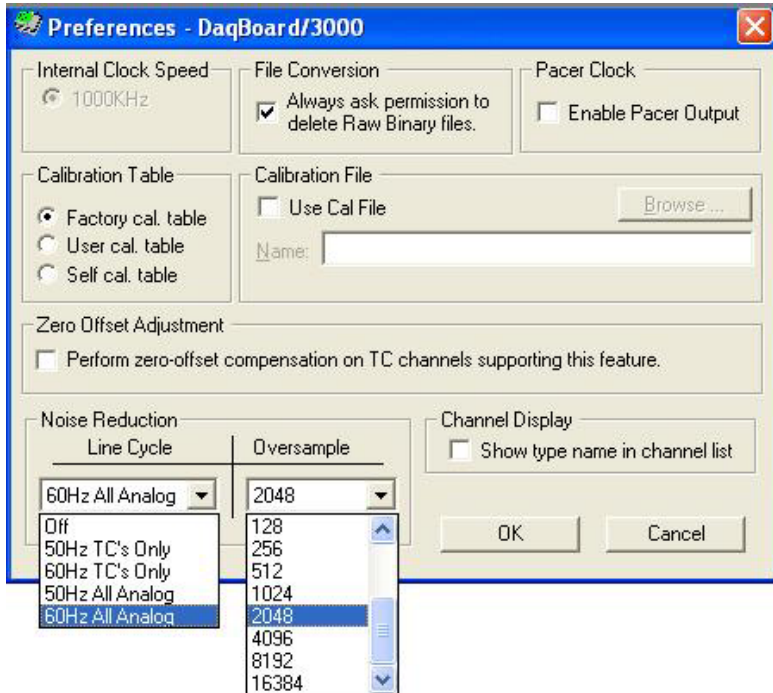 Preferences - DaqBoard/3000
Internal Clock Speed
1000KHz
File Conversion
Always ask permission to
delete Raw Binary files.
Pacer Clock
Enable Pacer Output
Calibration Table
Factory cal. table
User cal. table
Self cal. table
Calibration File
Use Cal File
Browse ...
Name:
Zero Offset Adjustment
Perform zero-offset compensation on TC channels supporting this feature.
Noise Reduction
Line Cycle
Oversample
60Hz All Analog
2048
Off
50Hz TC's Only
60Hz TC's Only
50Hz All Analog
60Hz All Analog
128
256
512
1024
2048
4096
8192
16384
Channel Display
Show type name in channel list
OK
Cancel